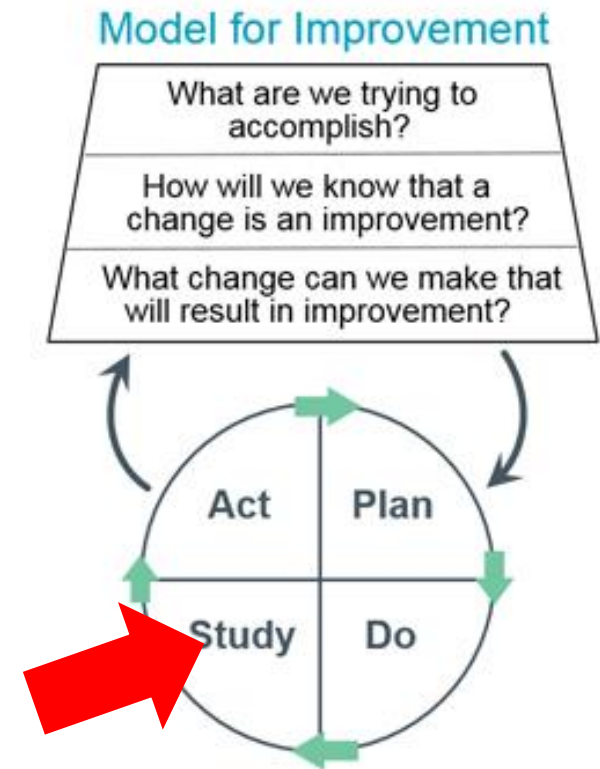 Model for Improvement
What are we trying to
accomplish?
How will we know that a
change is an improvement?
What change can we make that
will result in improvement?
Act
Plan
Study
Do